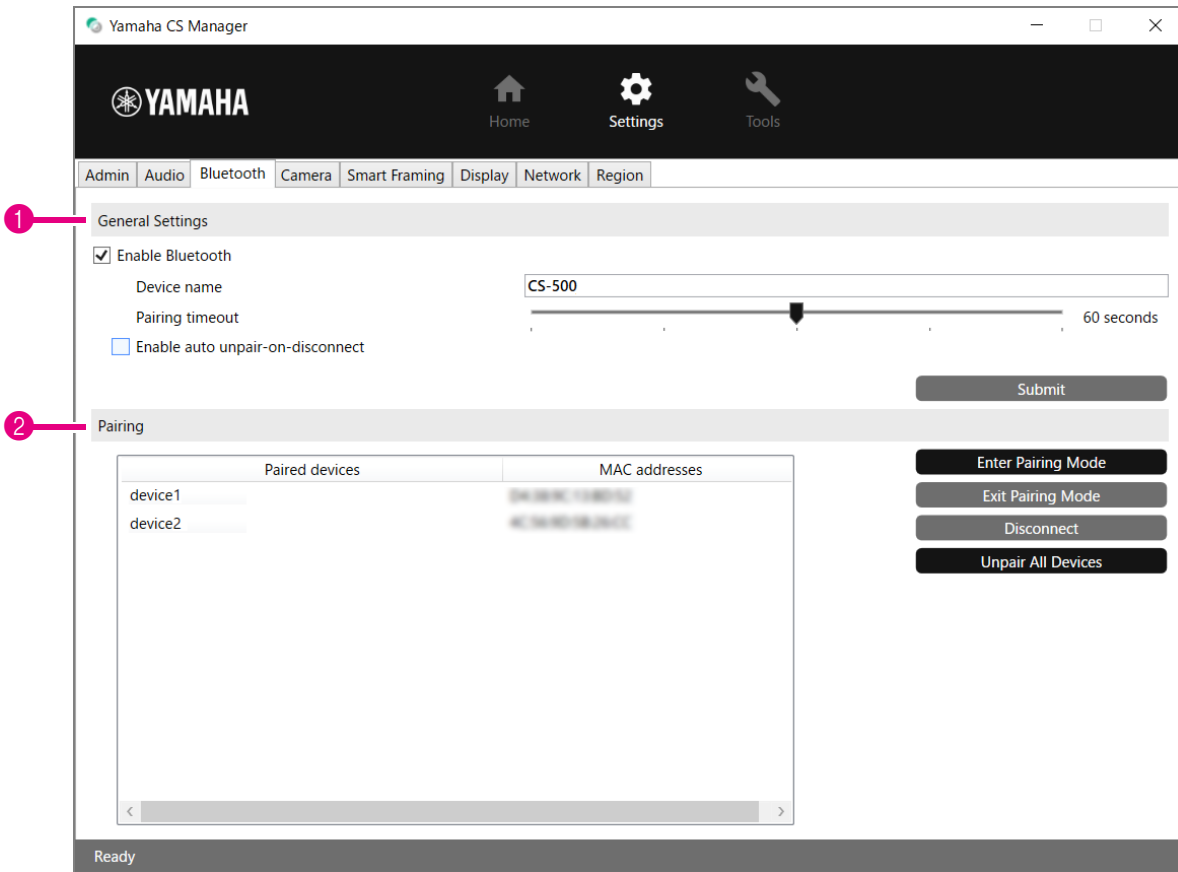 Yamaha CS Manager
YAMAHA
Home Settings Tools
Admin Audio Bluetooth Camera Smart Framing Display Network Region
1 General Settings
Enable Bluetooth
Device name CS-500
Pairing timeout 60 seconds
Enable auto unpair-on-disconnect
Submit
2 Pairing
Paired devices MAC addresses Enter Pairing Mode
device1 Exit Pairing Mode
device2 Disconnect
Unpair All Devices
Ready